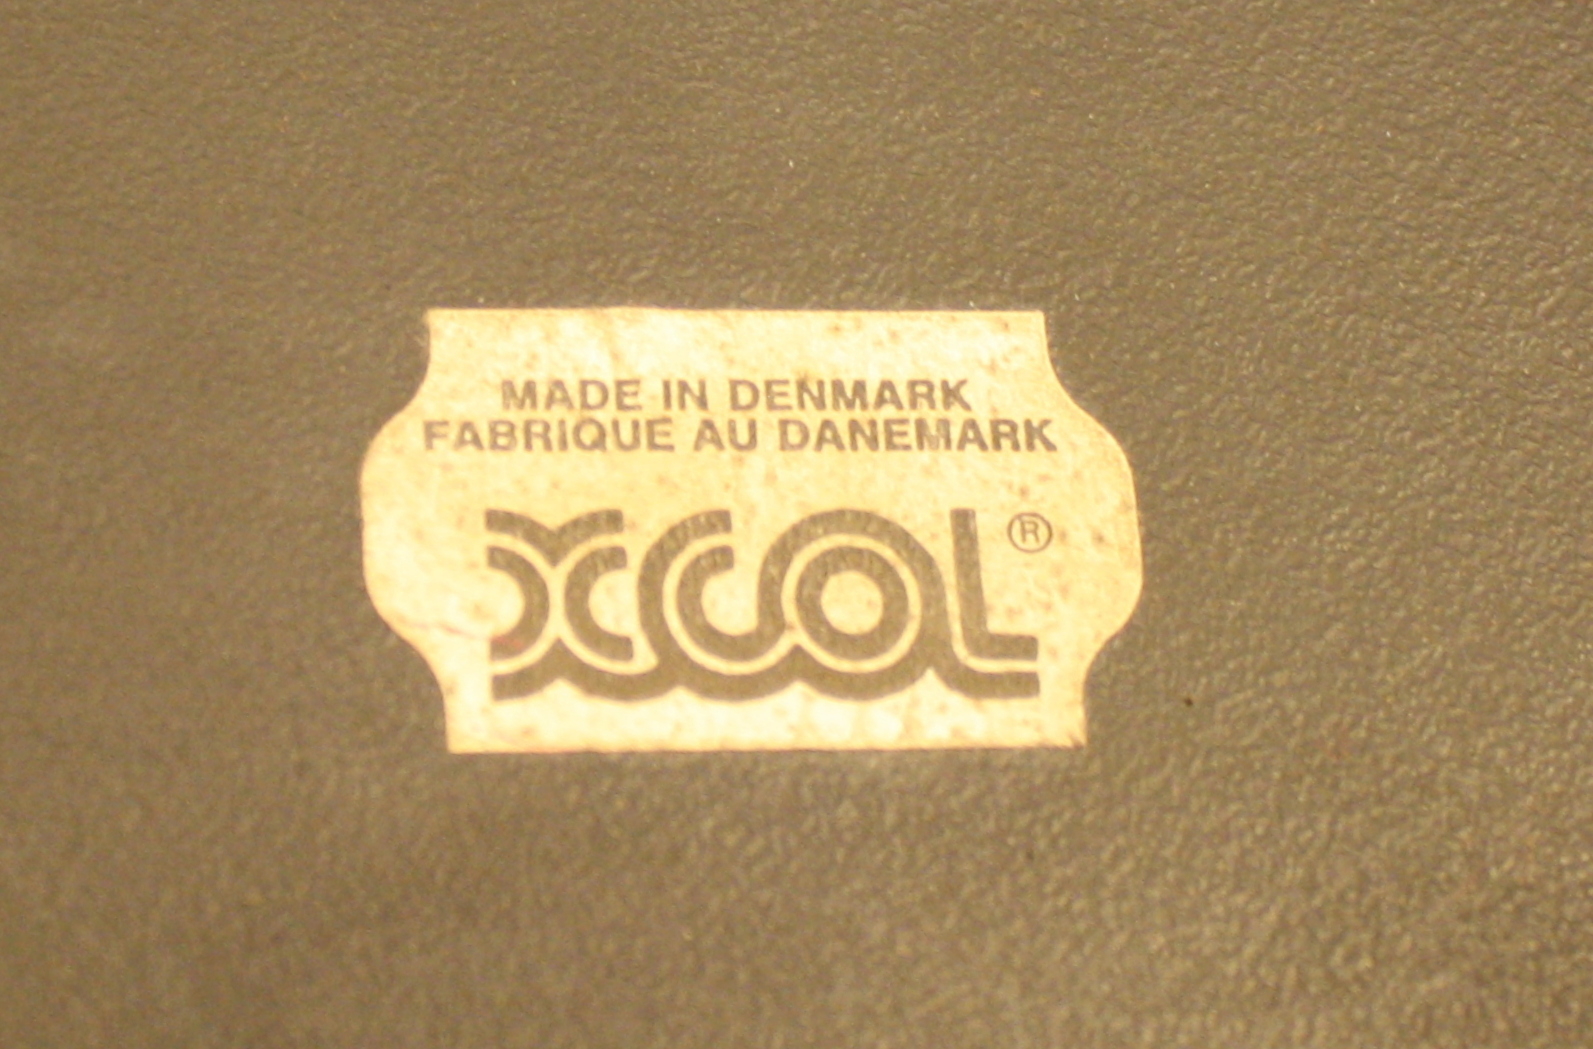 MADE IN DENMARK
FABRIQUE AU DANEMARK
XCOL ®